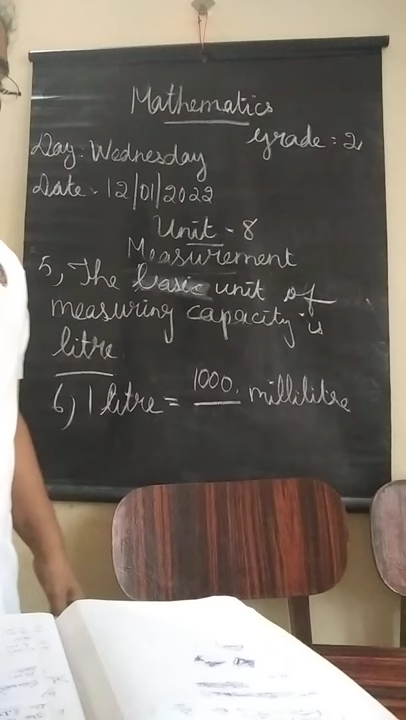 Mathematics
Grade: 2
Day: Wednesday
Date - 12/01/2022
Unit - 8
Measurement
5, The basic unit of
measuring capacity is
litre
6, 1 litre = 1000. millilitre